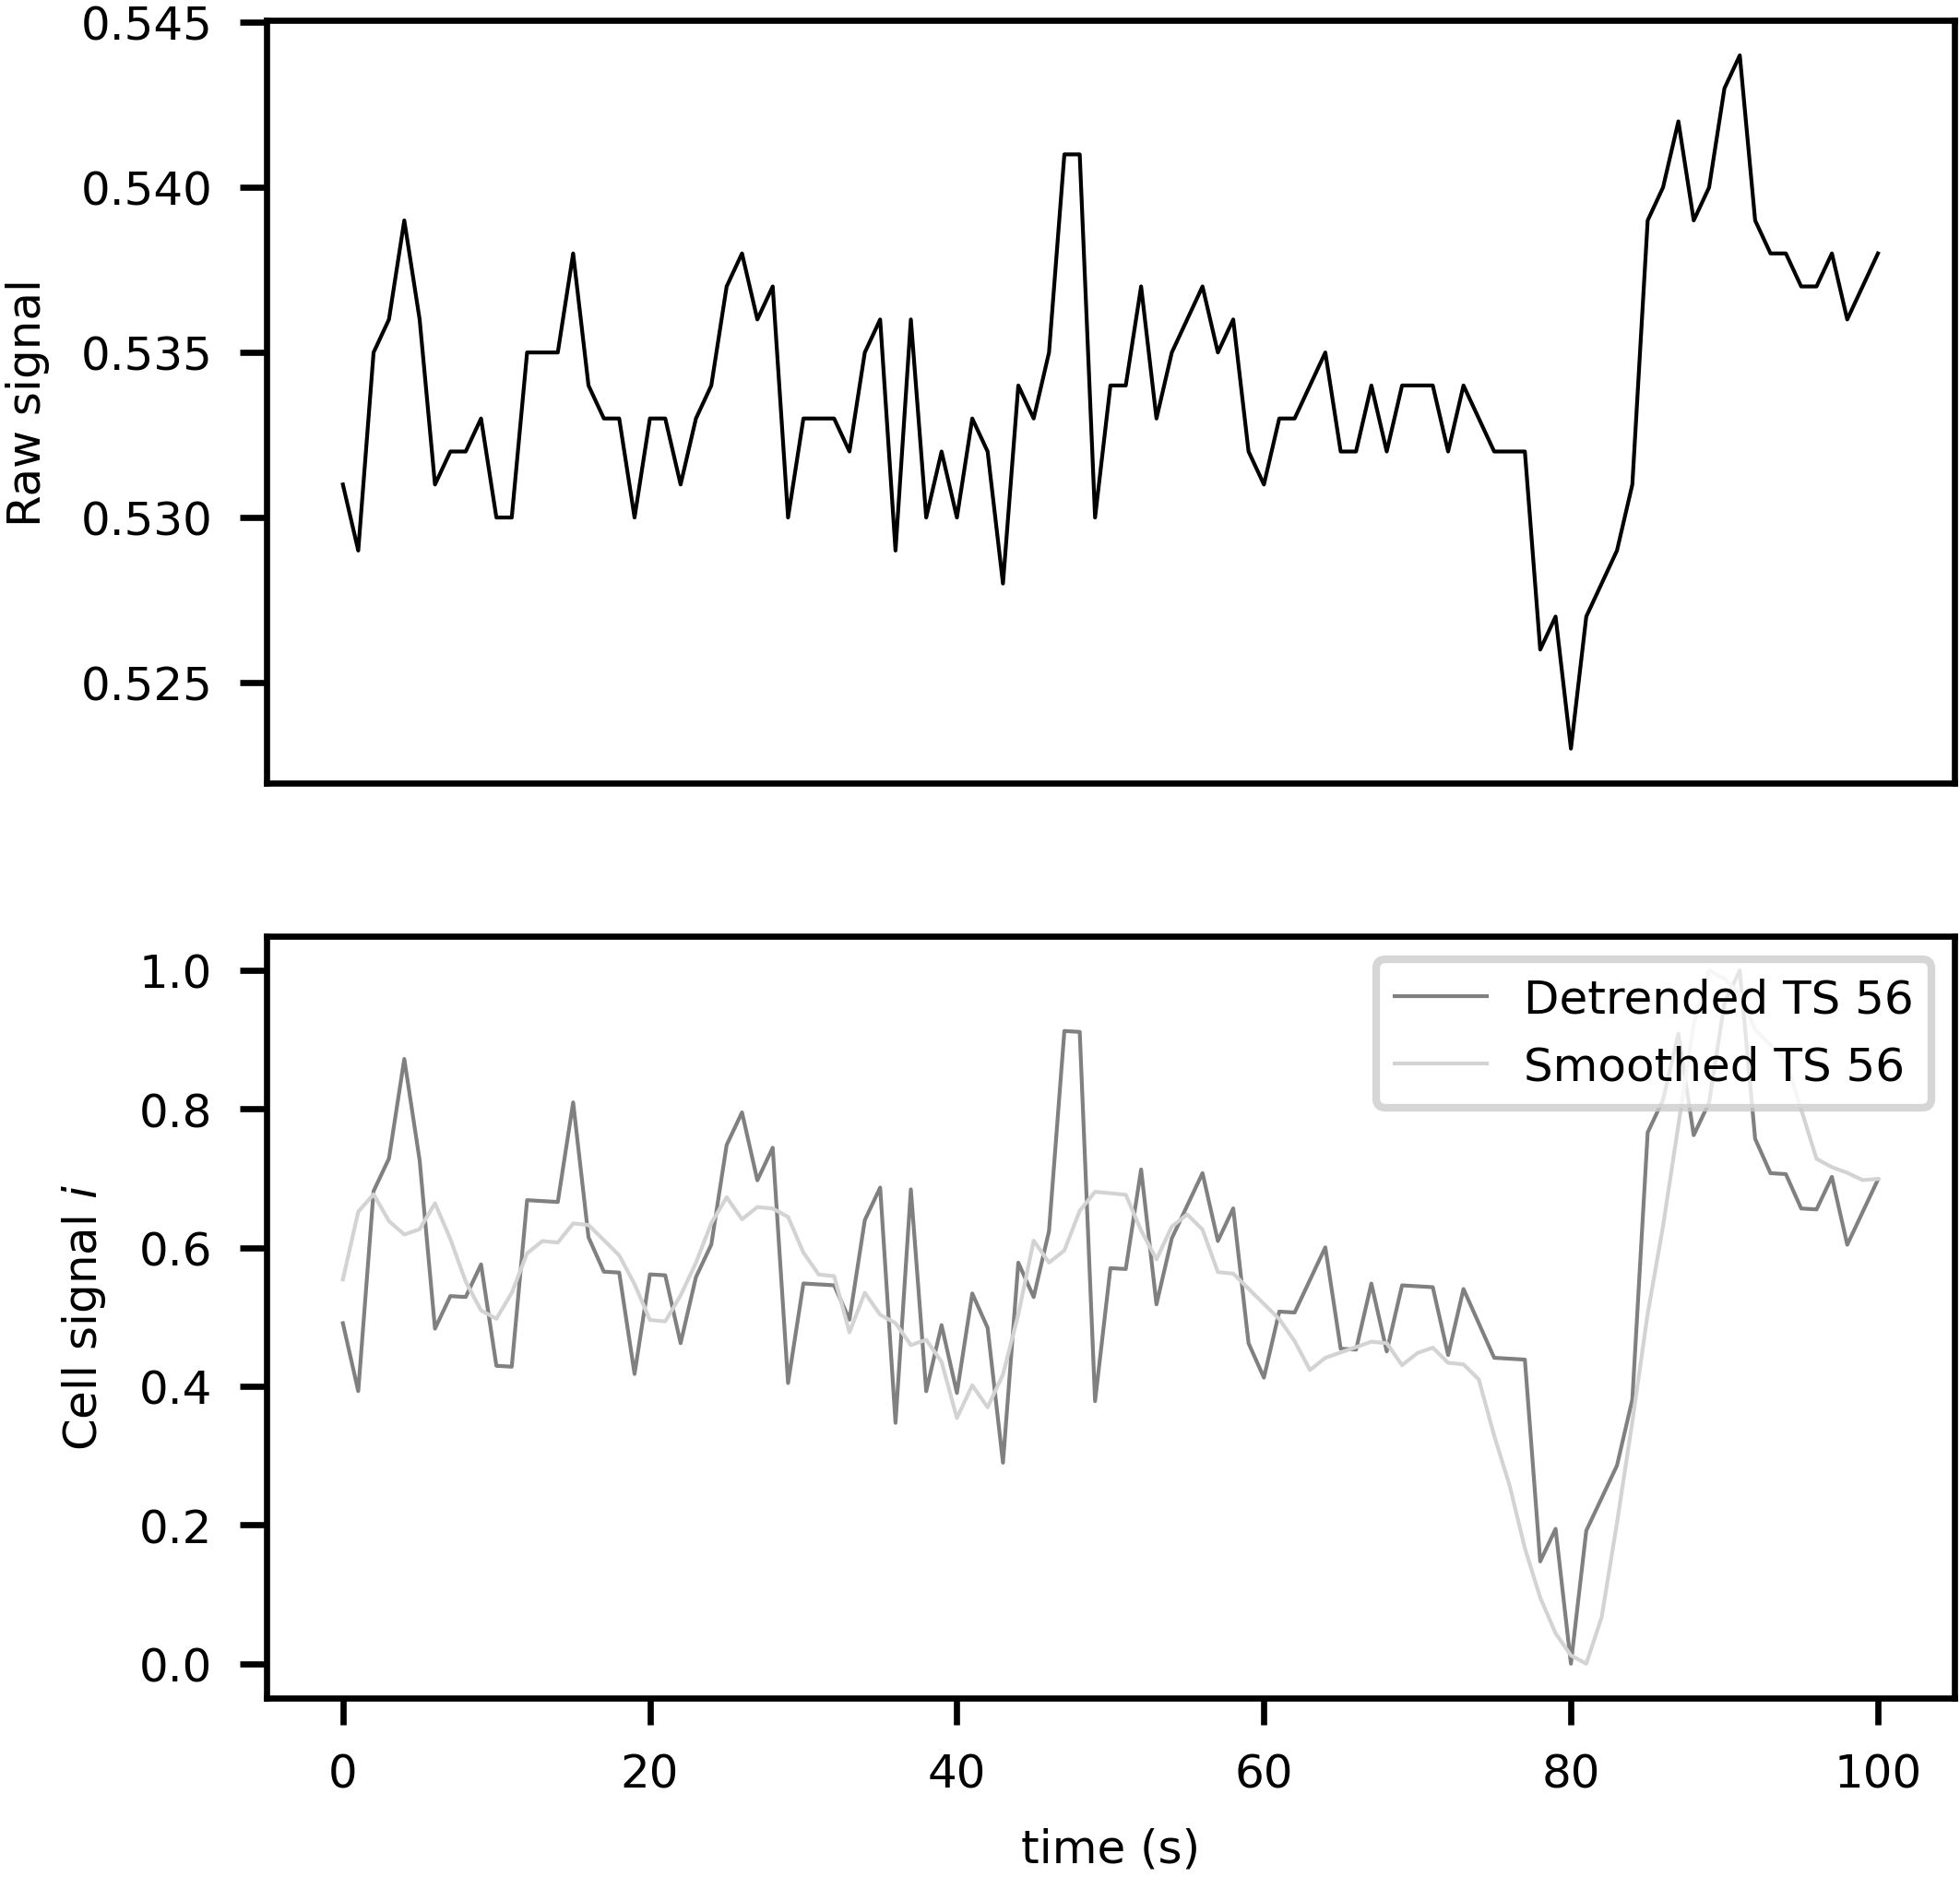 0.545
0.540
0.535
0.530
0.525
Raw signal
1.0
0.8
0.6
0.4
0.2
0.0
Cell signal i
Detrended TS 56
Smoothed TS 56
0 20 40 60 80 100
time (s)